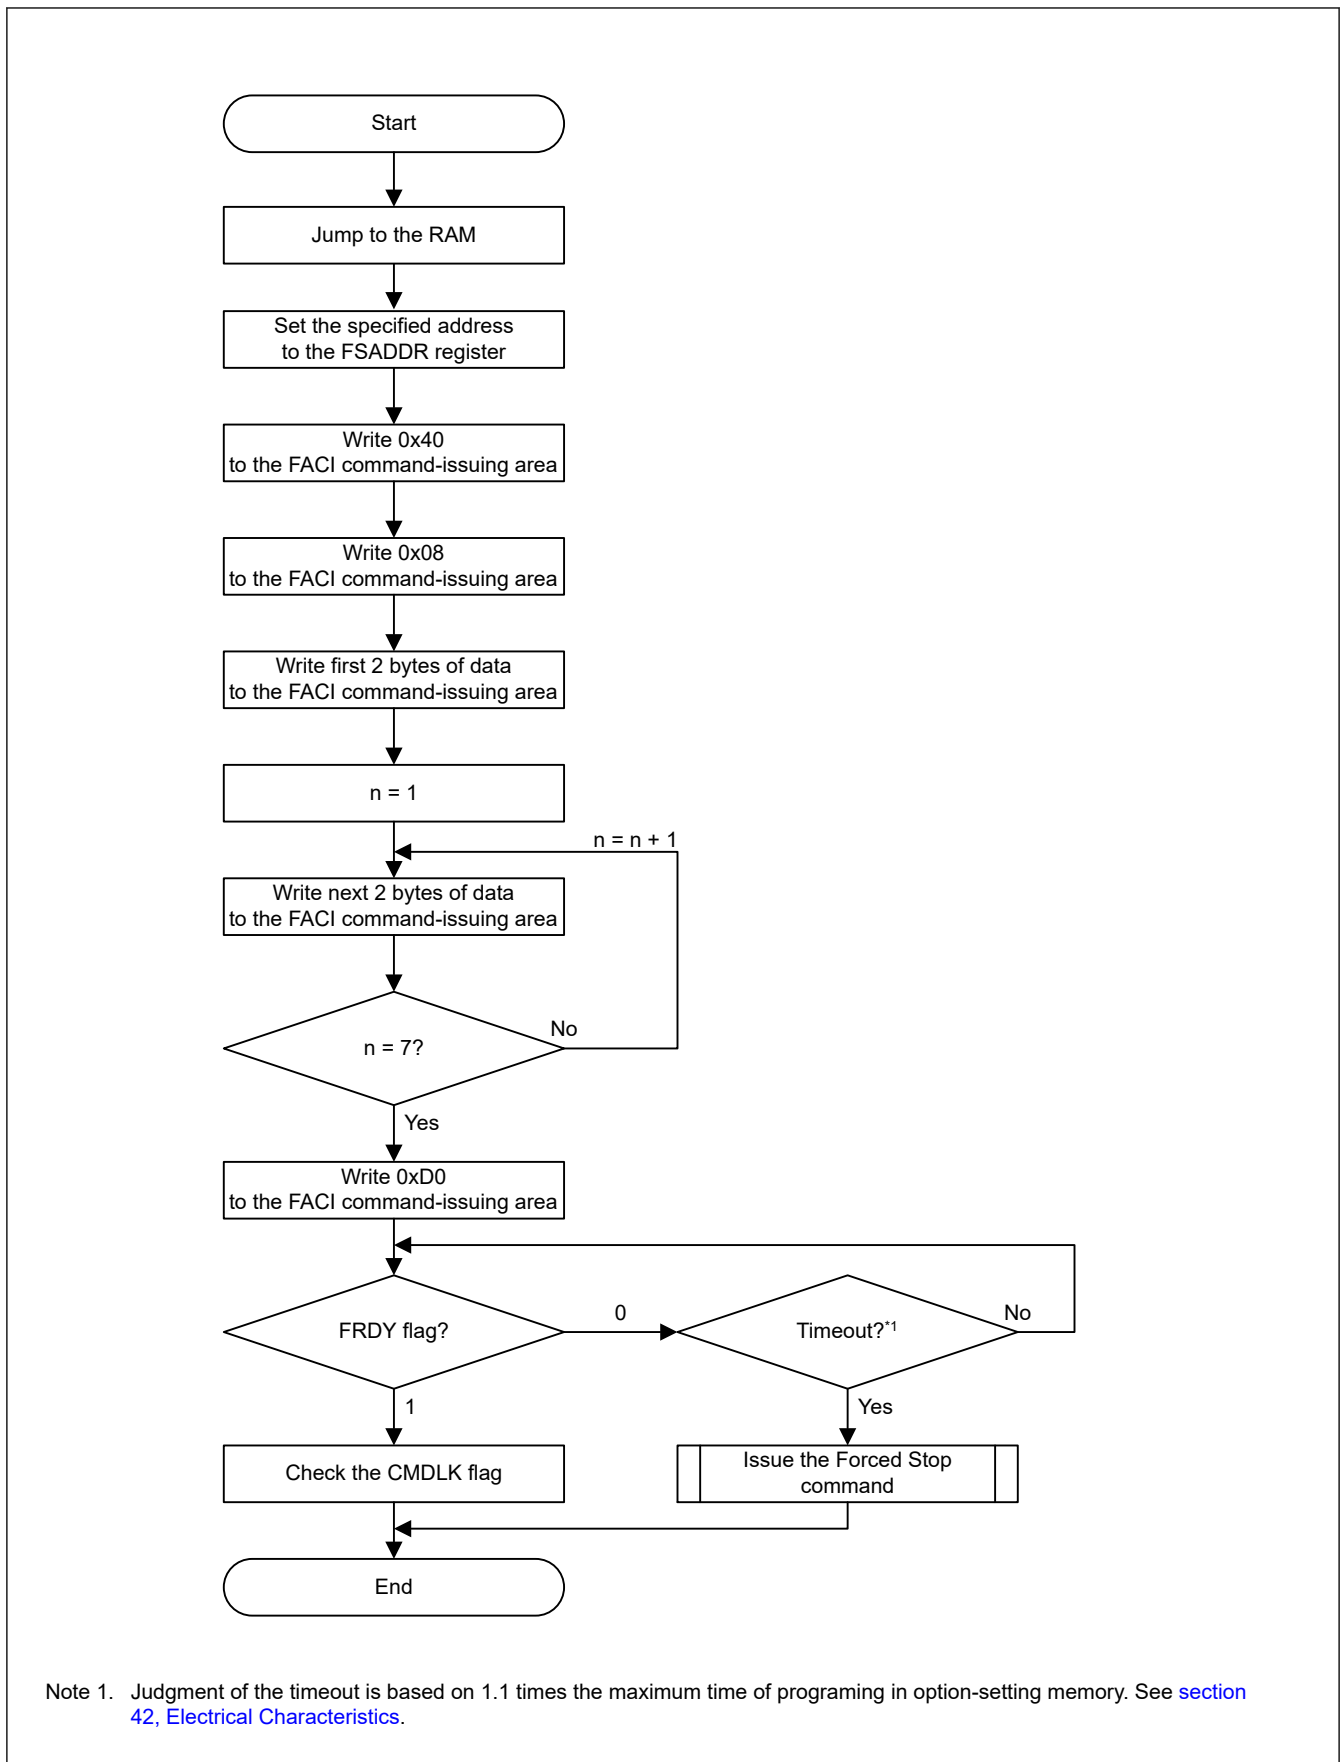 Start
Jump to the RAM
Set the specified address
to the FSADDR register
Write 0x40
to the FACI command-issuing area
Write 0x08
to the FACI command-issuing area
Write first 2 bytes of data
to the FACI command-issuing area
n = 1
n = n + 1
Write next 2 bytes of data
to the FACI command-issuing area
No
n = 7?
Yes
Write 0xD0
to the FACI command-issuing area
FRDY flag?
0
Timeout?*1
No
1
Yes
Check the CMDLK flag
Issue the Forced Stop
command
End
Note 1. Judgment of the timeout is based on 1.1 times the maximum time of programing in option-setting memory. See section
42, Electrical Characteristics.